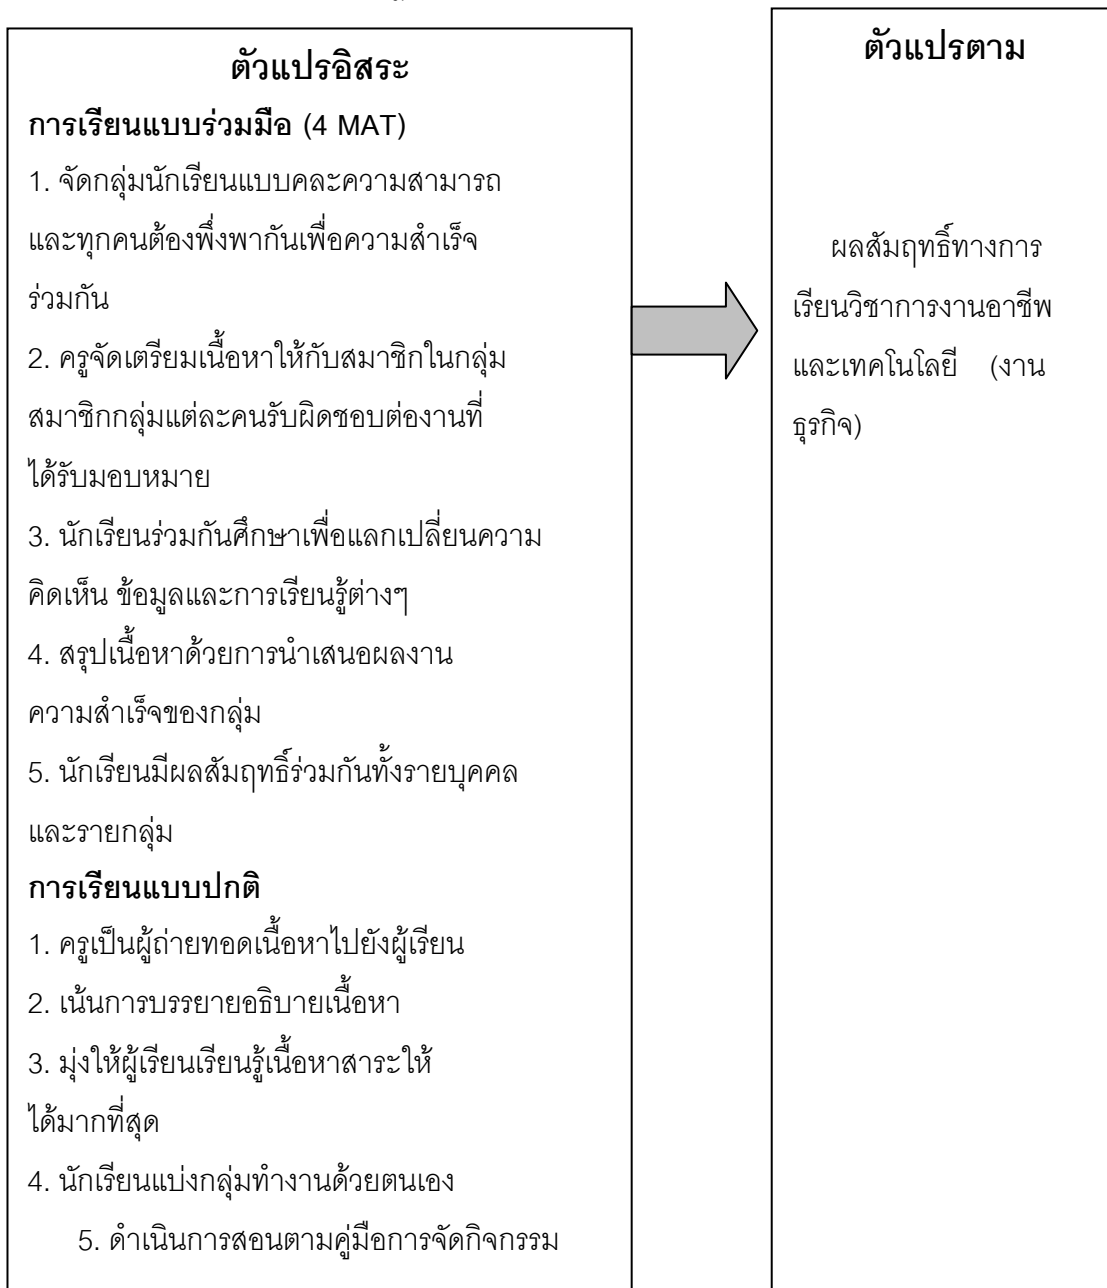 ตัวแปรอิสระ
การเรียนแบบร่วมมือ (4 MAT)
1. จัดกลุ่มนักเรียนแบบคละความสามารถ
และทุกคนต้องพึ่งพากันเพื่อความสำเร็จ
ร่วมกัน
2. ครูจัดเตรียมเนื้อหาให้กับสมาชิกในกลุ่ม
สมาชิกกลุ่มแต่ละคนรับผิดชอบต่องานที่
ได้รับมอบหมาย
3. นักเรียนร่วมกันศึกษาเพื่อแลกเปลี่ยนความ
คิดเห็น ข้อมูลและการเรียนรู้ต่างๆ
4. สรุปเนื้อหาด้วยการนำเสนอผลงาน
ความสำเร็จของกลุ่ม
5. นักเรียนมีผลสัมฤทธิ์ร่วมกันทั้งรายบุคคล
และรายกลุ่ม
การเรียนแบบปกติ
1. ครูเป็นผู้ถ่ายทอดเนื้อหาไปยังผู้เรียน
2. เน้นการบรรยายอธิบายเนื้อหา
3. มุ่งให้ผู้เรียนเรียนรู้เนื้อหาสาระให้
ได้มากที่สุด
4. นักเรียนแบ่งกลุ่มทำงานด้วยตนเอง
5. ดำเนินการสอนตามคู่มือการจัดกิจกรรม
ตัวแปรตาม
ผลสัมฤทธิ์ทางการ
เรียนวิชาการงานอาชีพ
และเทคโนโลยี (งาน
ธุรกิจ)